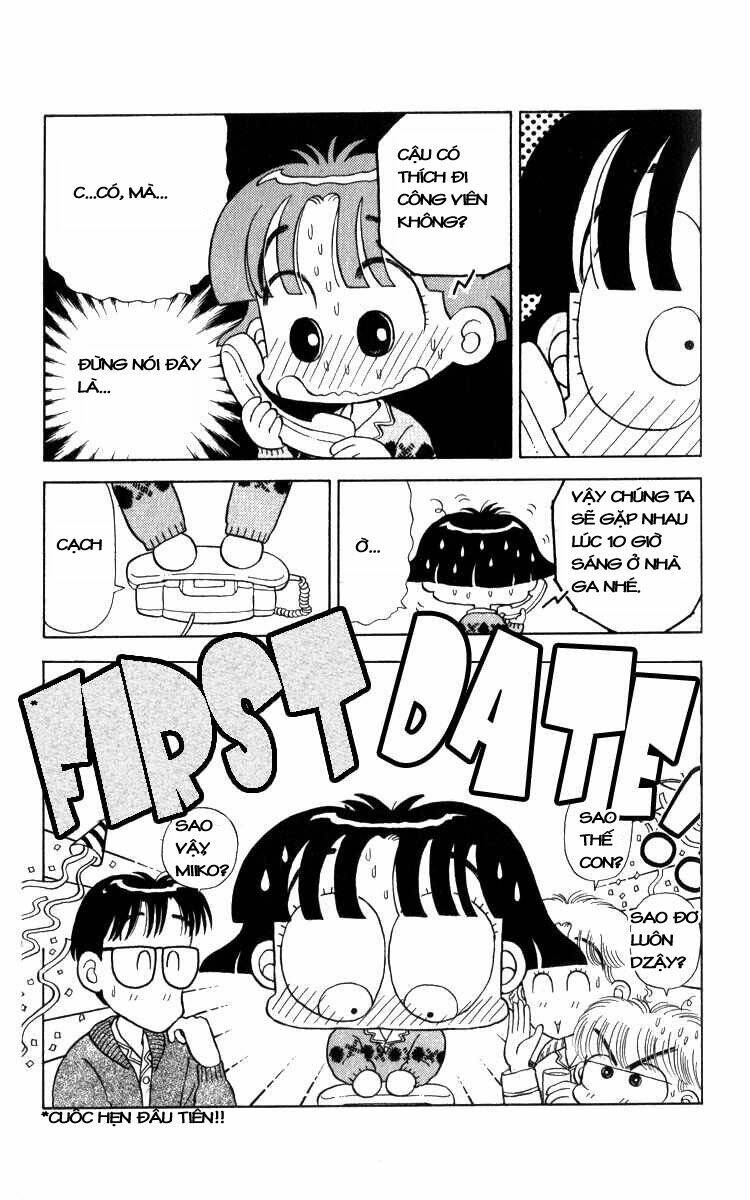 C...CÓ, MÀ...
CẬU CÓ
THÍCH ĐI
CÔNG VIÊN
KHÔNG?
ĐỪNG NÓI ĐÂY
LÀ...
CẠCH
Ờ...
VẬY CHÚNG TA
SẼ GẶP NHAU
LÚC 10 GIỜ
SÁNG Ở NHÀ
GA NHÉ.
*FIRST DATE!
SAO
VẬY,
MIIKO?
SAO
THẾ
CON?
SAO ĐƠ
LUÔN
DZẬY?
*CUỘC HẸN ĐẦU TIÊN!!